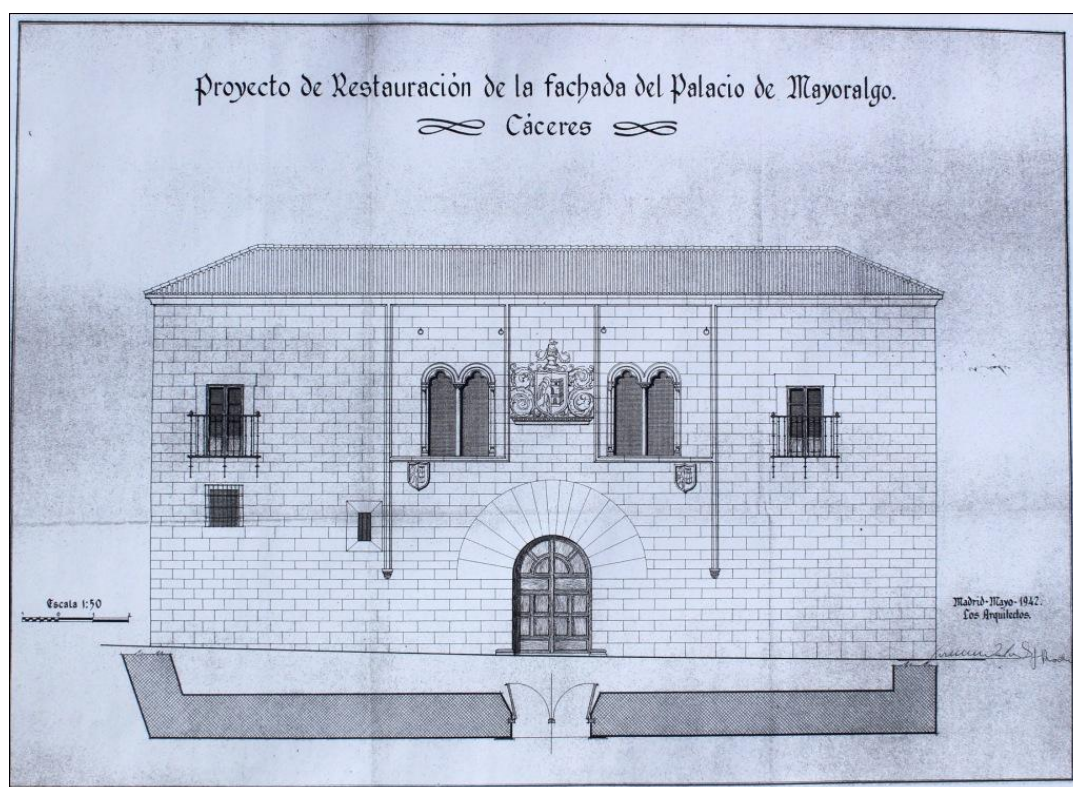 Proyecto de Restauración de la fachada del Palacio de Mayoralgo.
Cáceres
Escala 1:50
Madrid-Mayo-1942.
Los Arquitectos.